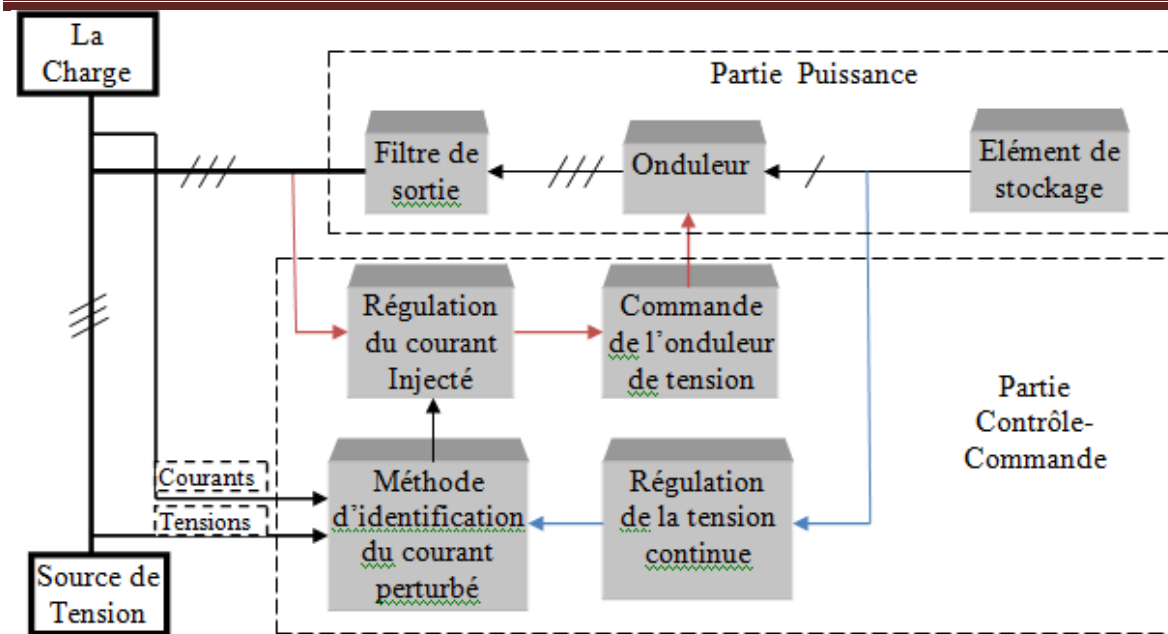 La
Charge
Partie Puissance
Filtre de
sortie
Onduleur
Elément de
stockage
Régulation
du courant
Injecté
Commande
de l'onduleur
de tension
Partie
Contrôle-
Commande
Courants
Tensions
Méthode
d'identification
du courant
perturbé
Régulation
de la tension
continue
Source de
Tension